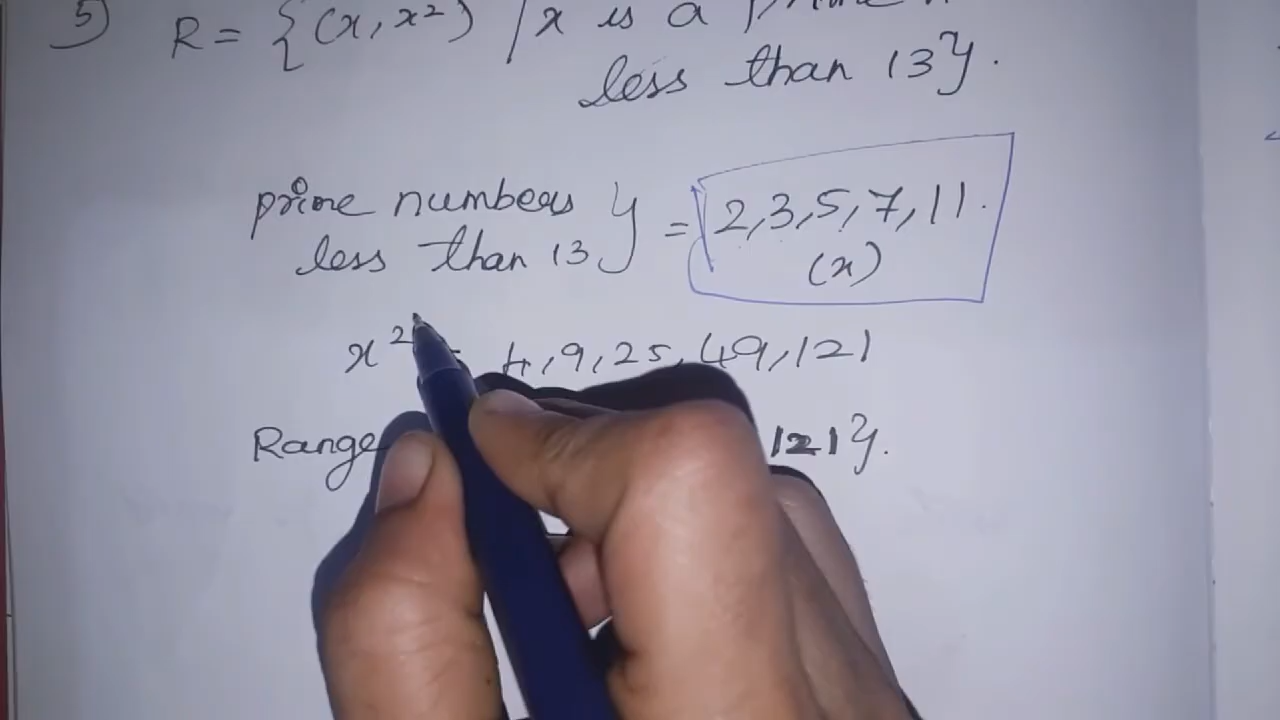 5) R = {(x, x²) / x is a prime
less than 13}.
prime numbers } = 2,3,5,7,11.
less than 13 (x)
x² = 4,9,25,49,121
Range 121}.